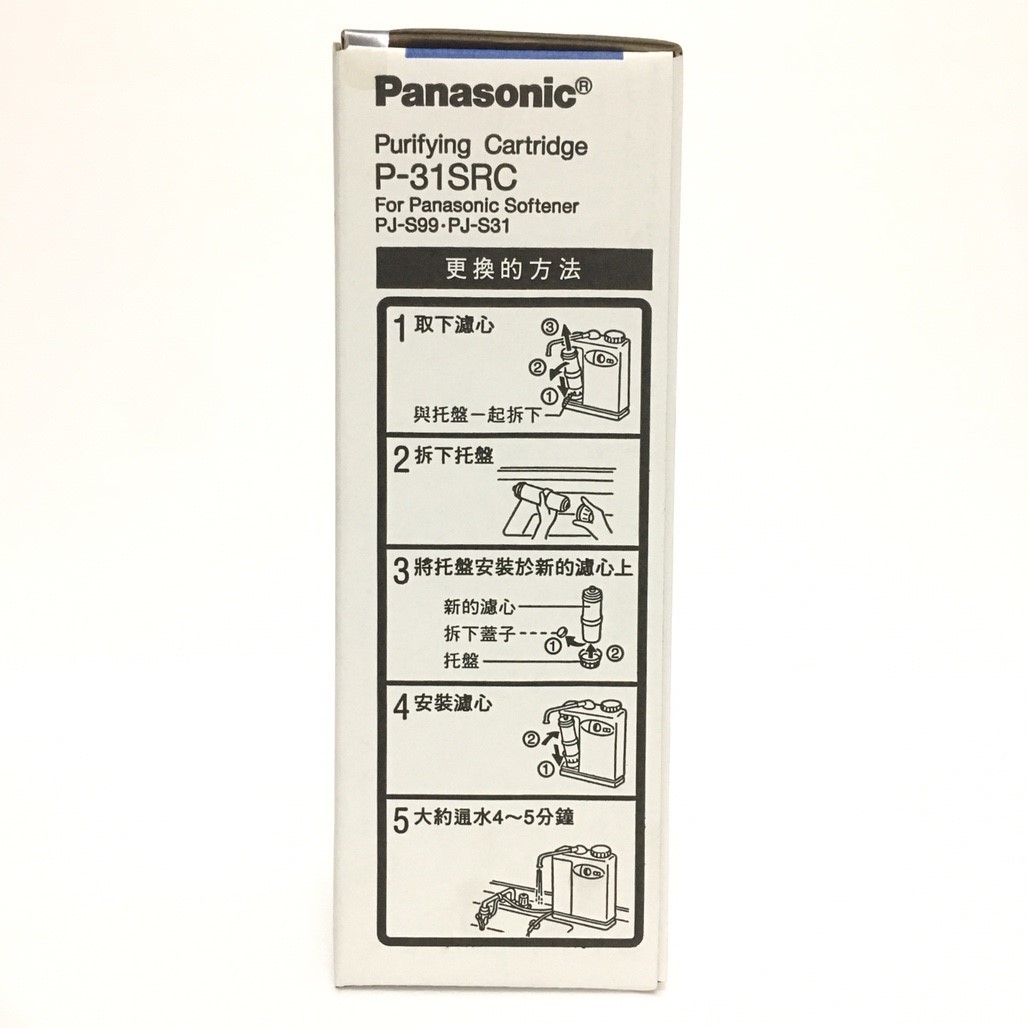 Panasonic®
Purifying Cartridge
P-31SRC
For Panasonic Softener
PJ-S99・PJ-S31
更換的方法
1 取下濾心
③
②
①
與托盤一起拆下
2 拆下托盤
3 將托盤安裝於新的濾心上
新的濾心
拆下蓋子
① ②
托盤
4 安裝濾心
②
①
5 大約通水4～5分鐘